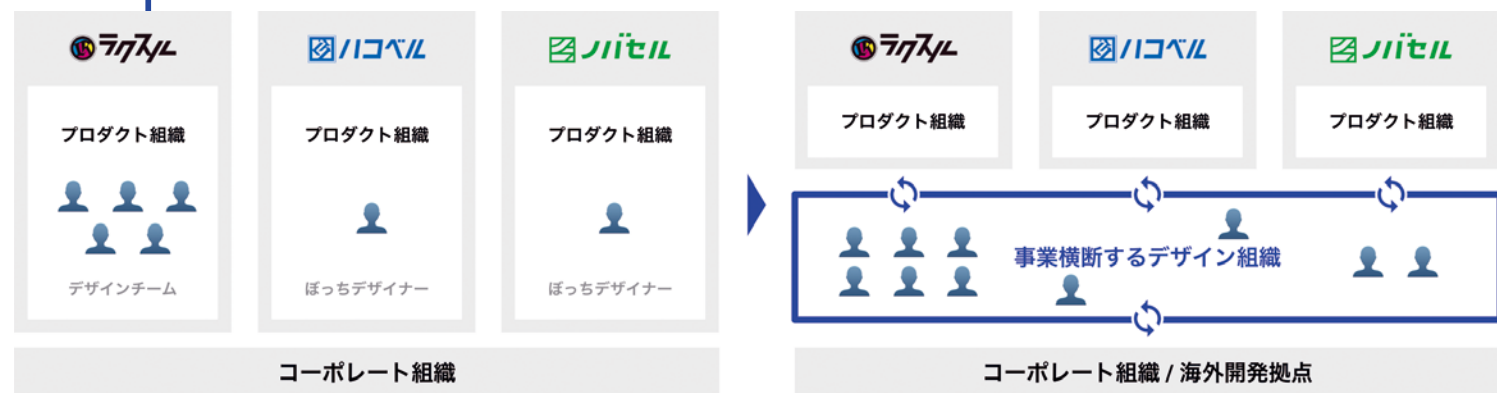 ラクスル
ハコベル
ノバセル
プロダクト組織
プロダクト組織
プロダクト組織
デザインチーム
ぼっちデザイナー
ぼっちデザイナー
コーポレート組織
ラクスル
ハコベル
ノバセル
プロダクト組織
プロダクト組織
プロダクト組織
事業横断するデザイン組織
コーポレート組織 / 海外開発拠点